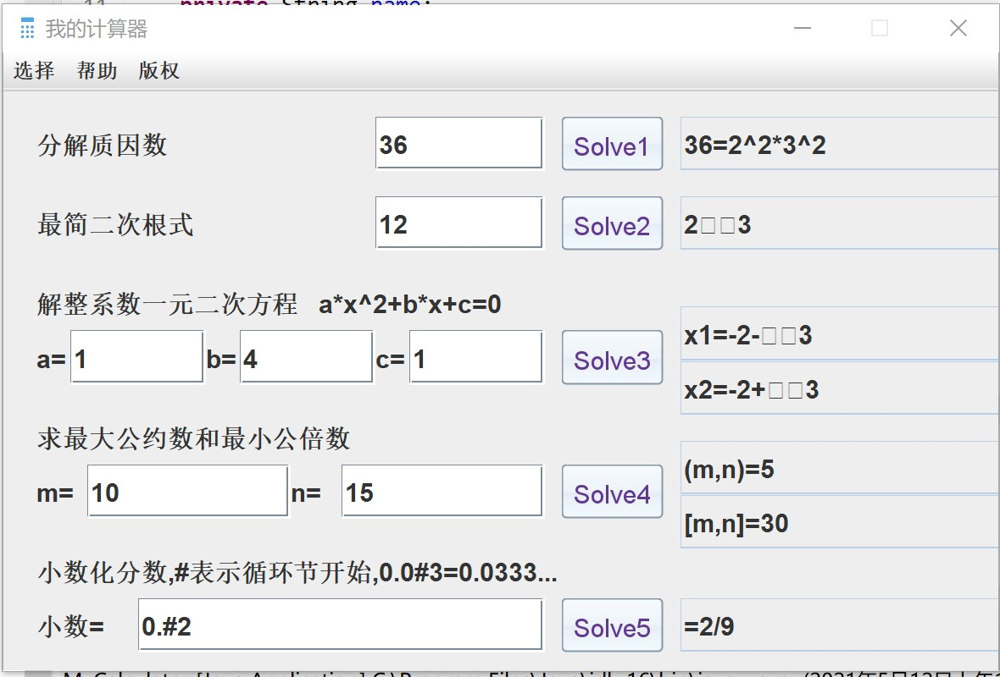 private String name;
我的计算器
选择 帮助 版权
分解质因数 36 Solve1 36=2^2*3^2
最简二次根式 12 Solve2 2□□3
解整系数一元二次方程 a*x^2+b*x+c=0
a= 1 b= 4 c= 1 Solve3 x1=-2-□□3
x2=-2+□□3
求最大公约数和最小公倍数
m= 10 n= 15 Solve4 (m,n)=5
[m,n]=30
小数化分数,#表示循环节开始,0.0#3=0.0333...
小数= 0.#2 Solve5 =2/9